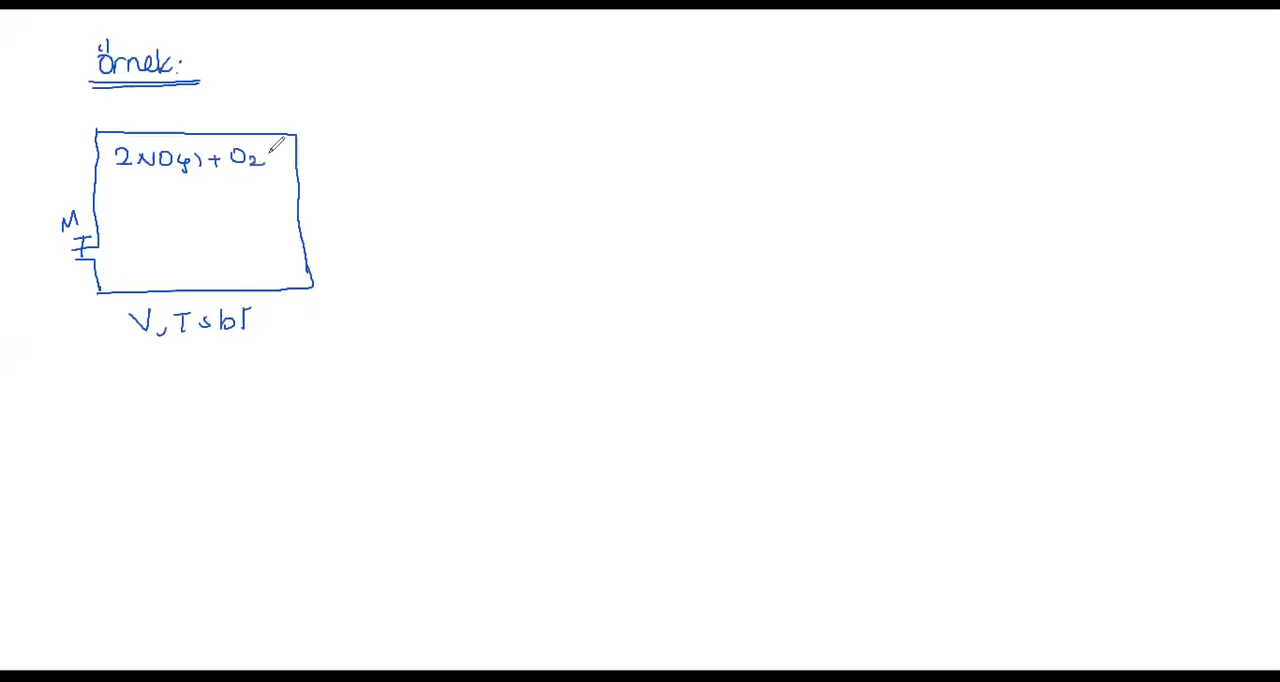 Örnek:
2NO(g) + O₂
M
V, T sbt